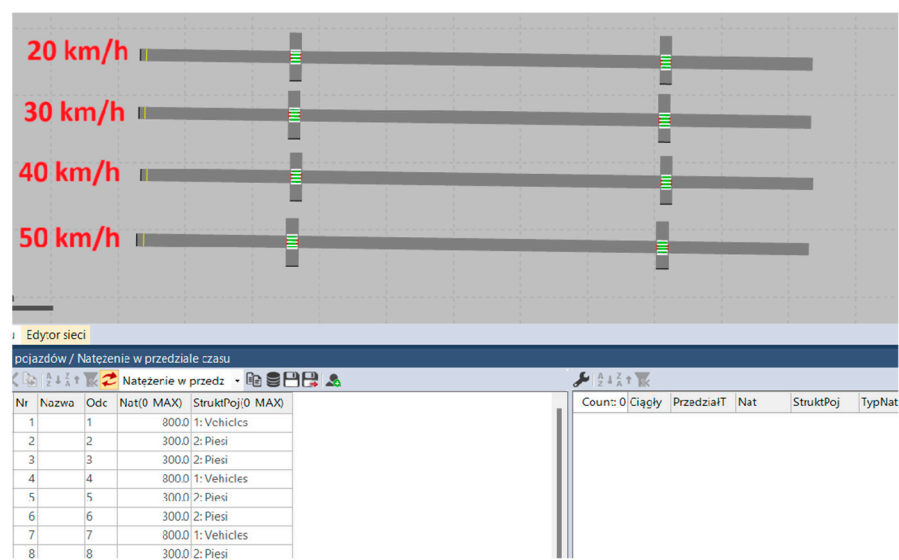 20 km/h
30 km/h
40 km/h
50 km/h
Edytor sieci
pojazdów / Natężenie w przedziale czasu
Natężenie w przedz
Nr Nazwa Odc Nat(0 MAX) StruktPoj(0 MAX)
1 1 800.0 1: Vehicles
2 2 300.0 2: Piesi
3 3 300.0 2: Piesi
4 4 800.0 1: Vehicles
5 5 300.0 2: Piesi
6 6 300.0 2: Piesi
7 7 800.0 1: Vehicles
8 8 300.0 2: Piesi
Count: 0 Ciągły PrzedziałT Nat StruktPoj TypNat